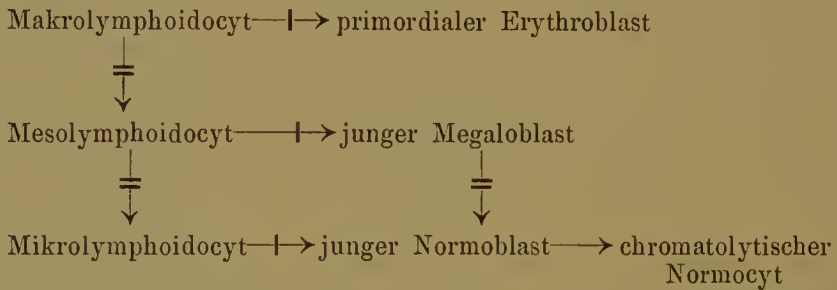 Makrolymphoidocyt primordialer Erythroblast
Mesolymphoidocyt junger Megaloblast
Mikrolymphoidocyt junger Normoblast chromatolytischer
Normocyt